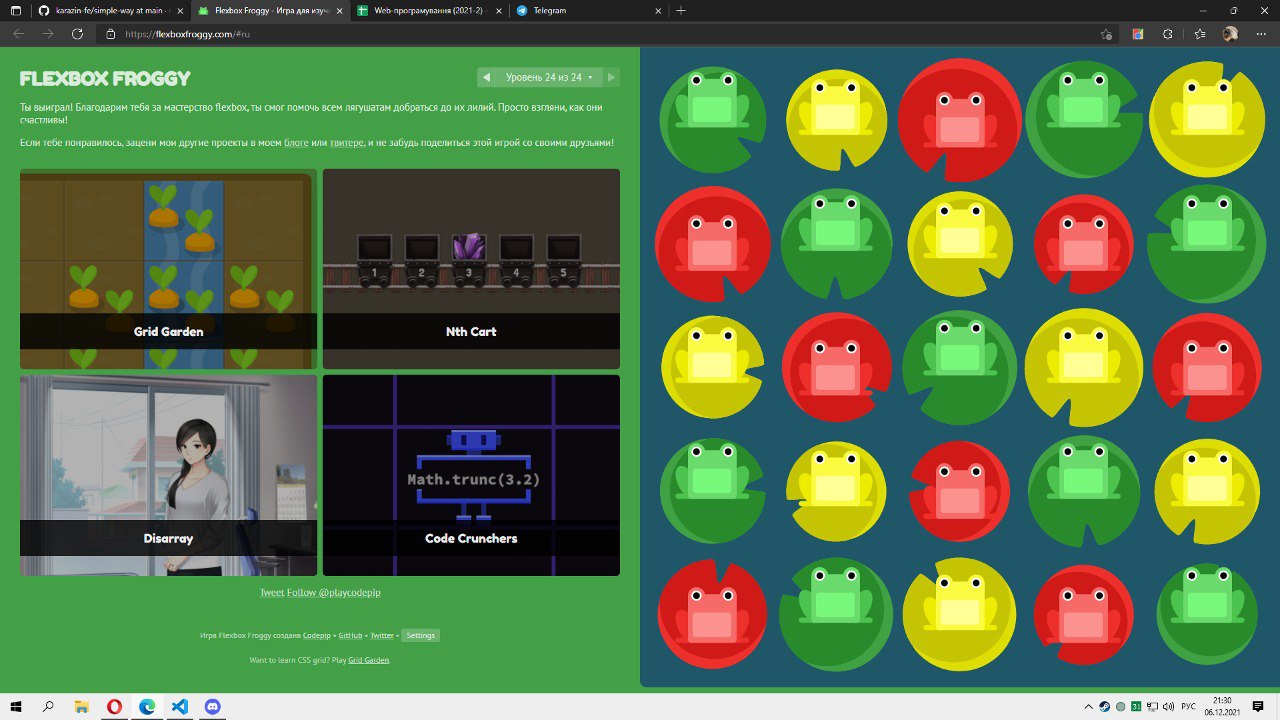 karazin-fe/simple-way at main ·
Flexbox Froggy - Игра для изуч
Web-програмування (2021-2) -
Telegram
https://flexboxfroggy.com/#ru
FLEXBOX FROGGY
Уровень 24 из 24
Ты выиграл! Благодарим тебя за мастерство flexbox, ты смог помочь всем лягушатам добраться до их лилий. Просто взгляни, как они
счастливы!
Если тебе понравилось, зацени мои другие проекты в моем блоге или твитере, и не забудь поделиться этой игрой со своими друзьями!
1 2 3 4 5
Grid Garden
Nth Cart
Math.trunc(3.2)
Disarray
Code Crunchers
Tweet Follow @playcodepip
Игра Flexbox Froggy создана Codepip • GitHub • Twitter • Settings
Want to learn CSS grid? Play Grid Garden.
РУС
21:30
06.12.2021